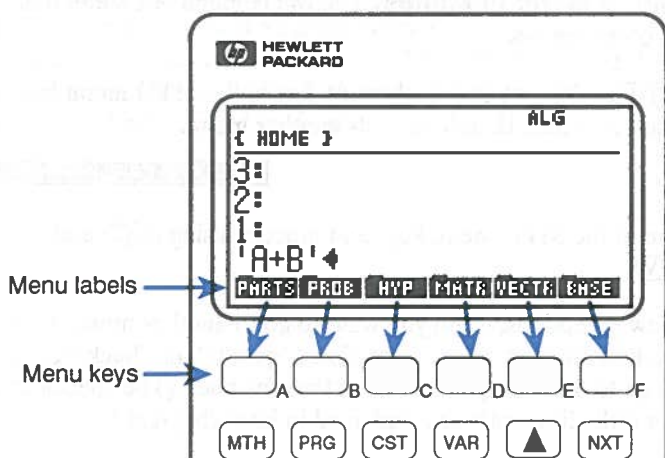 hp HEWLETT
PACKARD
ALG
{ HOME }
3:
2:
1:
'A+B'
Menu labels
PARTS PROB HYP MATR VECTR BASE
Menu keys
A B C D E F
MTH PRG CST VAR ▲ NXT